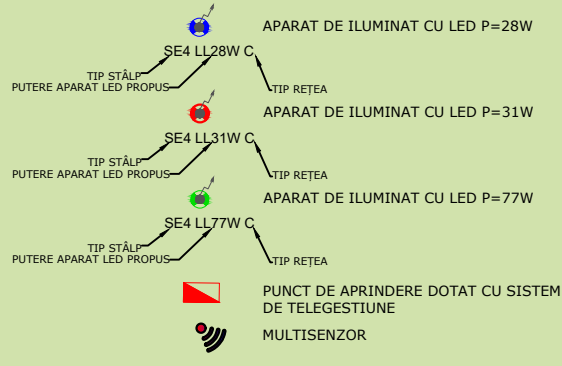 APARAT DE ILUMINAT CU LED P=28W
SE4 LL28W C
TIP STÂLP
PUTERE APARAT LED PROPUS
TIP REȚEA
APARAT DE ILUMINAT CU LED P=31W
SE4 LL31W C
TIP STÂLP
PUTERE APARAT LED PROPUS
TIP REȚEA
APARAT DE ILUMINAT CU LED P=77W
SE4 LL77W C
TIP STÂLP
PUTERE APARAT LED PROPUS
TIP REȚEA
PUNCT DE APRINDERE DOTAT CU SISTEM
DE TELEGESTIUNE
MULTISENZOR